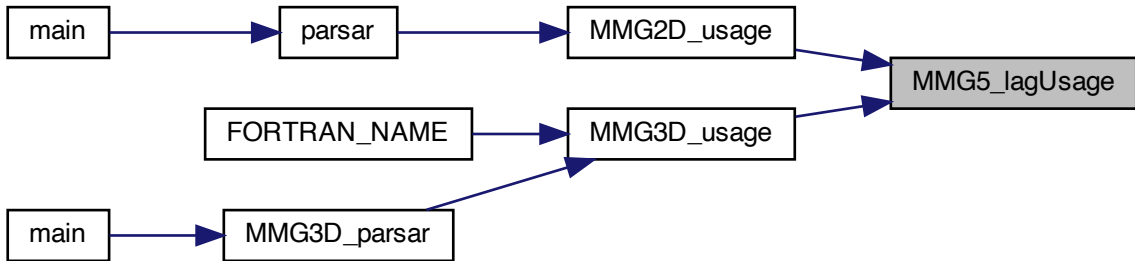 main
parsar
MMG2D_usage
MMG5_lagUsage
FORTRAN_NAME
MMG3D_usage
main
MMG3D_parsar